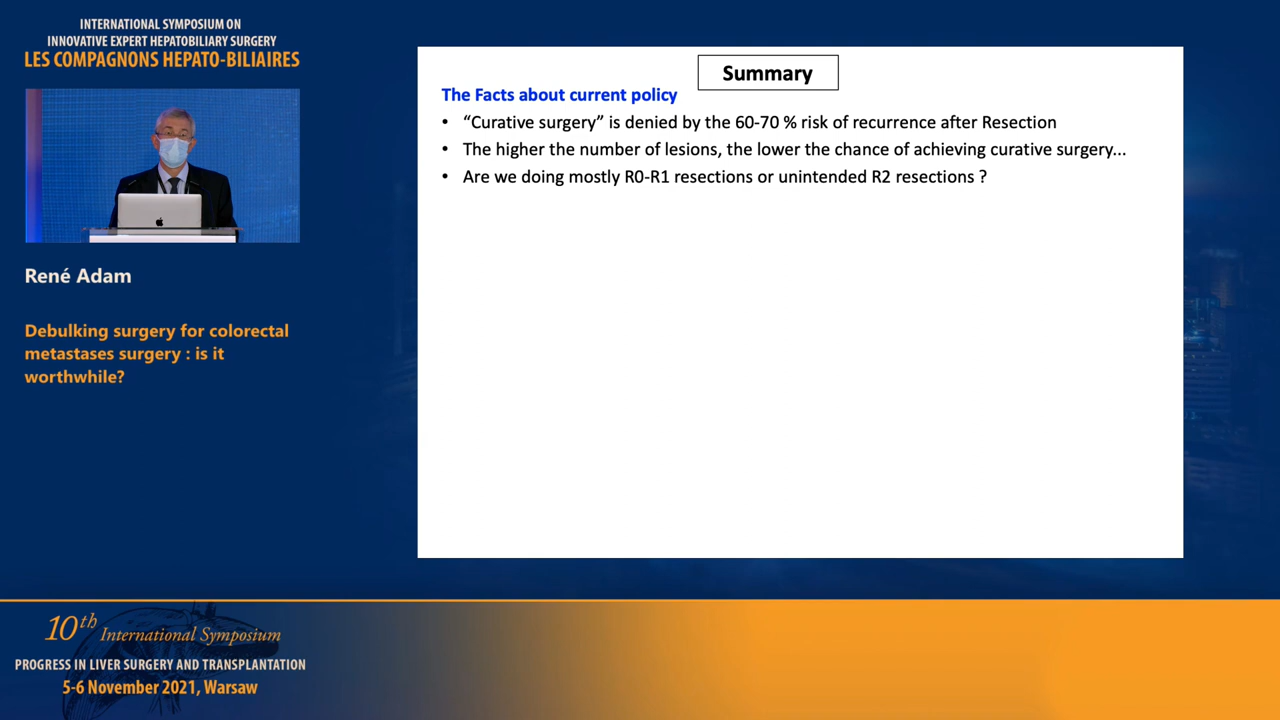 INTERNATIONAL SYMPOSIUM ON
INNOVATIVE EXPERT HEPATOBILIARY SURGERY
LES COMPAGNONS HEPATO-BILIAIRES
René Adam
Debulking surgery for colorectal
metastases surgery : is it
worthwhile?
Summary
The Facts about current policy
• “Curative surgery” is denied by the 60-70 % risk of recurrence after Resection
• The higher the number of lesions, the lower the chance of achieving curative surgery...
• Are we doing mostly R0-R1 resections or unintended R2 resections ?
10th International Symposium
PROGRESS IN LIVER SURGERY AND TRANSPLANTATION
5-6 November 2021, Warsaw